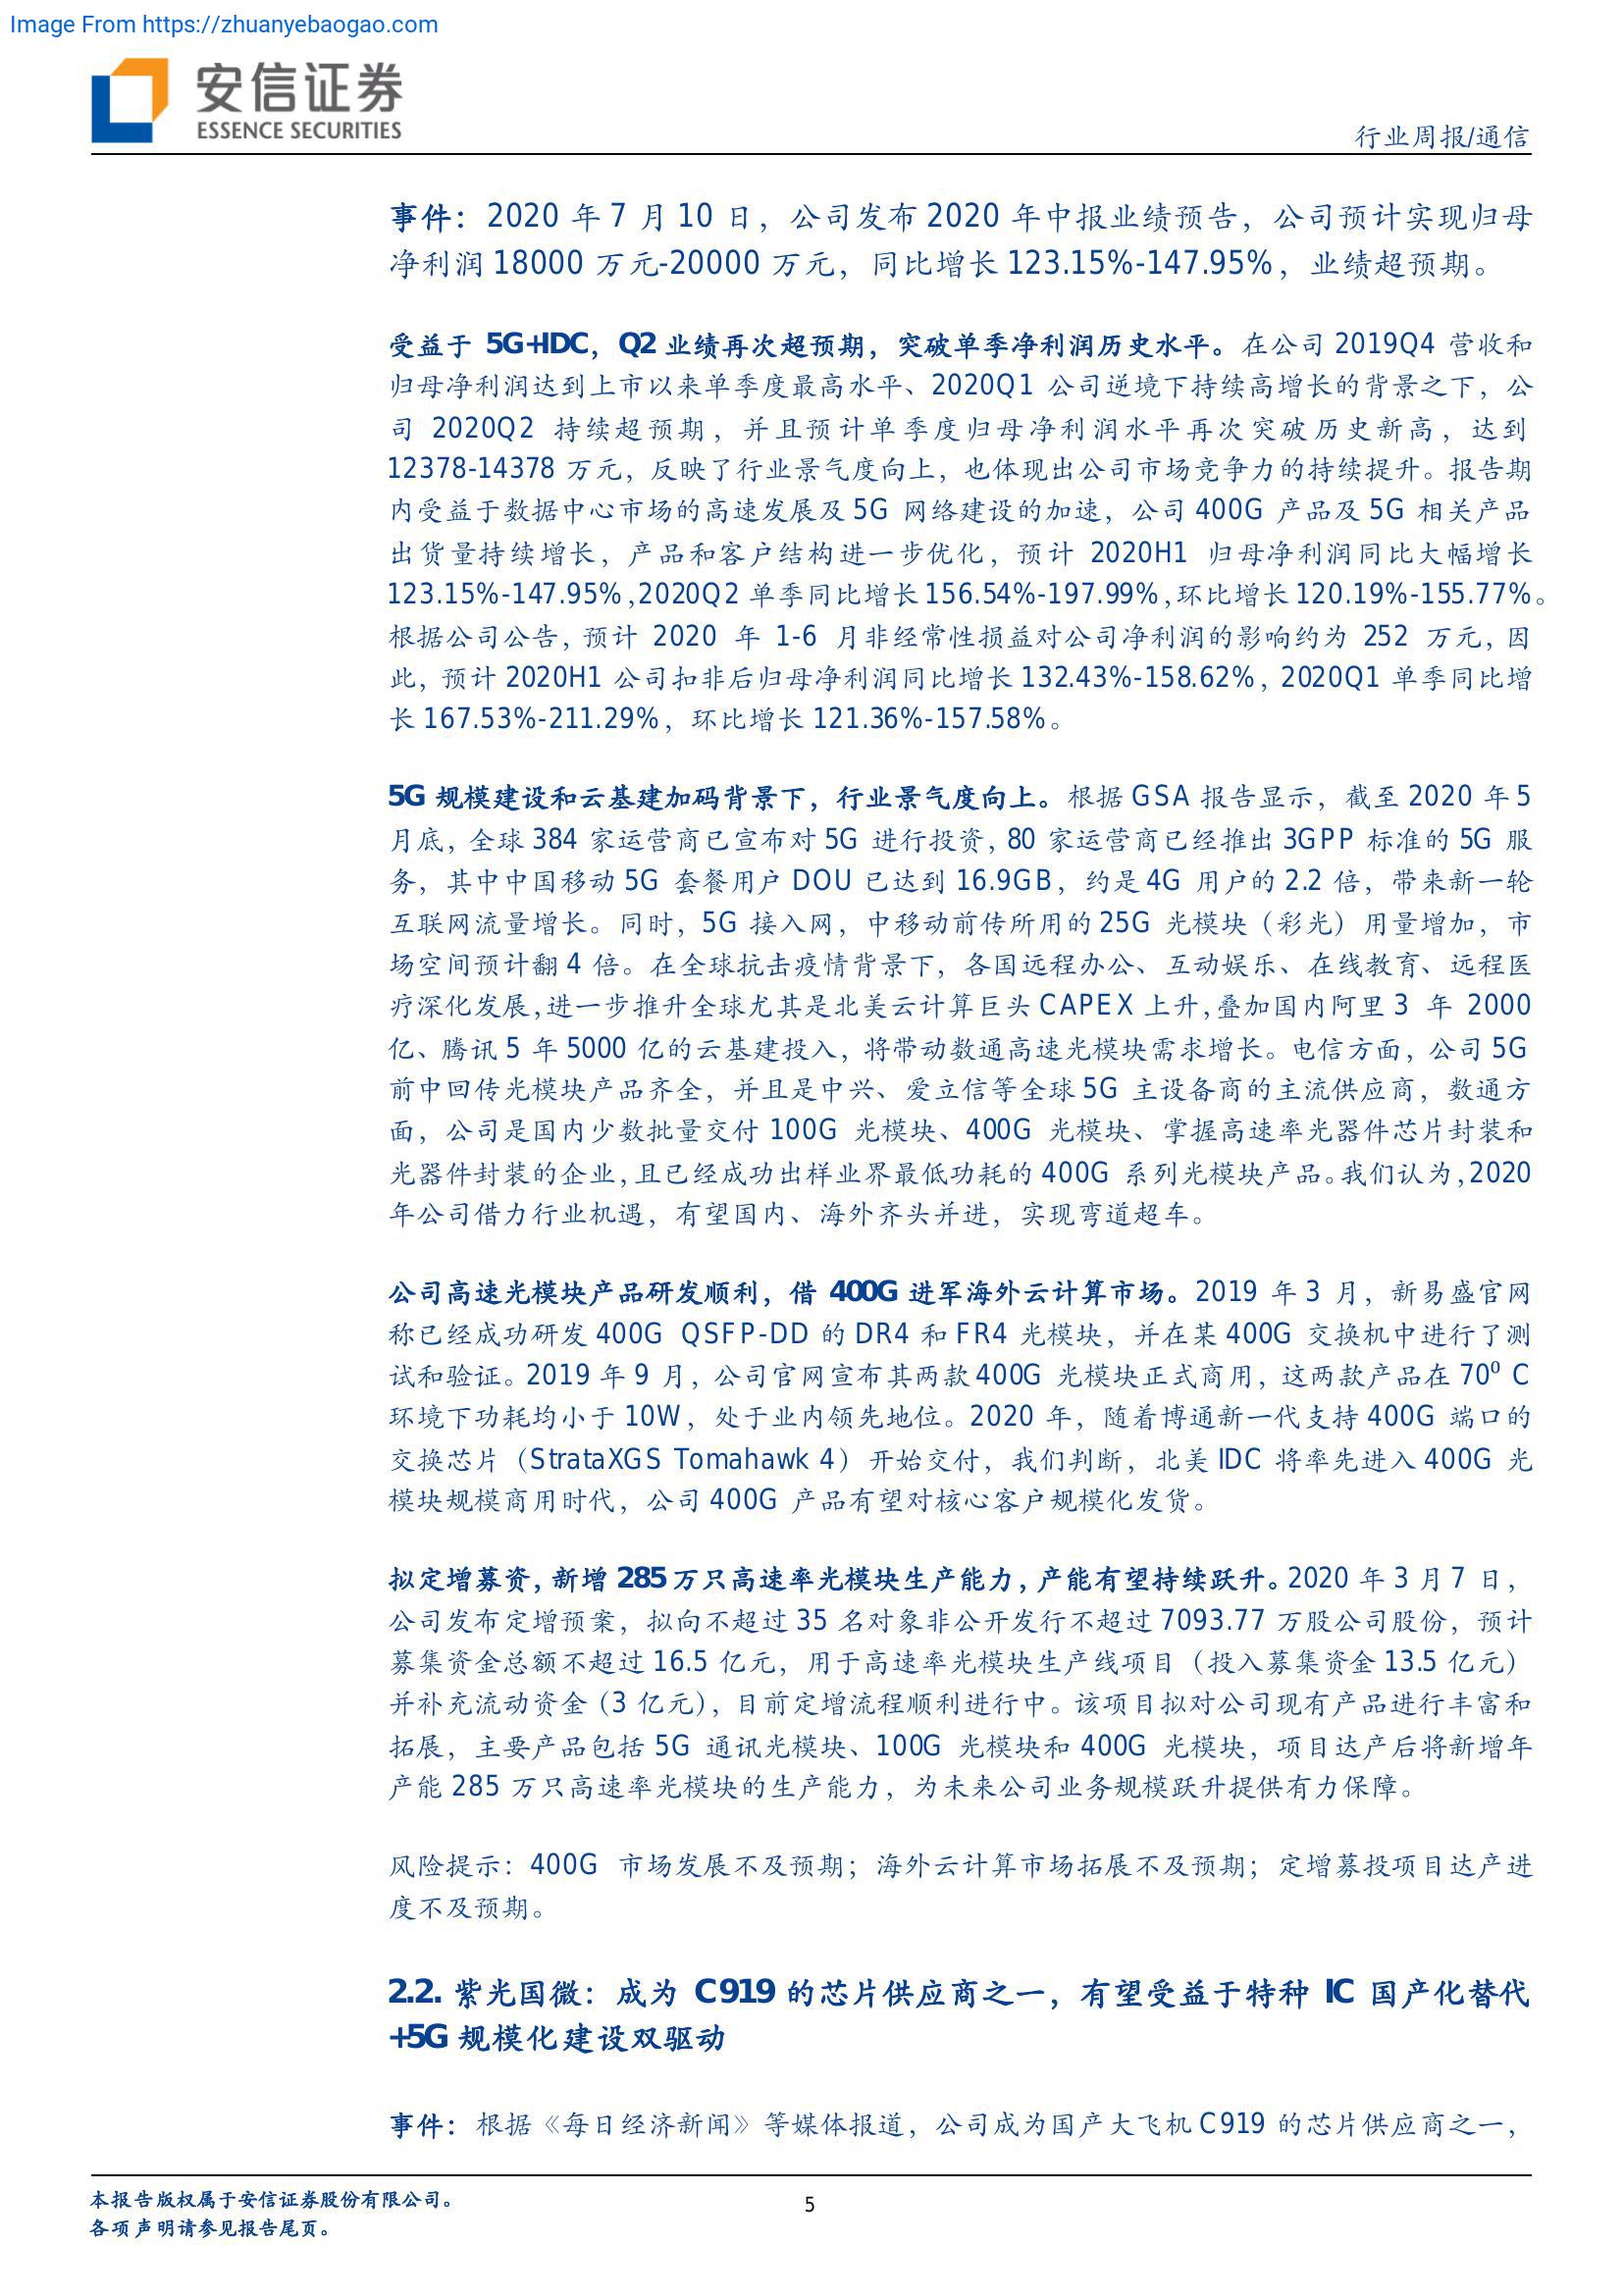 Image From https://zhuanyebaogao.com
安信证券
ESSENCE SECURITIES
行业周报/通信
事件：2020 年 7 月 10 日，公司发布 2020 年中报业绩预告，公司预计实现归母
净利润 18000 万元-20000 万元，同比增长 123.15%-147.95%，业绩超预期。
受益于 5G+IDC，Q2 业绩再次超预期，突破单季净利润历史水平。在公司 2019Q4 营收和
归母净利润达到上市以来单季度最高水平、2020Q1 公司逆境下持续高增长的背景之下，公
司 2020Q2 持续超预期，并且预计单季度归母净利润水平再次突破历史新高，达到
12378-14378 万元，反映了行业景气度向上，也体现出公司市场竞争力的持续提升。报告期
内受益于数据中心市场的高速发展及 5G 网络建设的加速，公司 400G 产品及 5G 相关产品
出货量持续增长，产品和客户结构进一步优化，预计 2020H1 归母净利润同比大幅增长
123.15%-147.95%，2020Q2 单季同比增长 156.54%-197.99%，环比增长 120.19%-155.77%。
根据公司公告，预计 2020 年 1-6 月非经常性损益对公司净利润的影响约为 252 万元，因
此，预计 2020H1 公司扣非后归母净利润同比增长 132.43%-158.62%，2020Q1 单季同比增
长 167.53%-211.29%，环比增长 121.36%-157.58%。
5G 规模建设和云基建加码背景下，行业景气度向上。根据 GSA 报告显示，截至 2020 年 5
月底，全球 384 家运营商已宣布对 5G 进行投资，80 家运营商已经推出 3GPP 标准的 5G 服
务，其中中国移动 5G 套餐用户 DOU 已达到 16.9GB，约是 4G 用户的 2.2 倍，带来新一轮
互联网流量增长。同时，5G 接入网，中移动前传所用的 25G 光模块（彩光）用量增加，市
场空间预计翻 4 倍。在全球抗击疫情背景下，各国远程办公、互动娱乐、在线教育、远程医
疗深化发展，进一步推升全球尤其是北美云计算巨头 CAPEX 上升，叠加国内阿里 3 年 2000
亿、腾讯 5 年 5000 亿的云基建投入，将带动数通高速光模块需求增长。电信方面，公司 5G
前中回传光模块产品齐全，并且是中兴、爱立信等全球 5G 主设备商的主流供应商，数通方
面，公司是国内少数批量交付 100G 光模块、400G 光模块、掌握高速率光器件芯片封装和
光器件封装的企业，且已经成功出样业界最低功耗的 400G 系列光模块产品。我们认为，2020
年公司借力行业机遇，有望国内、海外齐头并进，实现弯道超车。
公司高速光模块产品研发顺利，借 400G 进军海外云计算市场。2019 年 3 月，新易盛官网
称已经成功研发 400G QSFP-DD 的 DR4 和 FR4 光模块，并在某 400G 交换机中进行了测
试和验证。2019 年 9 月，公司官网宣布其两款 400G 光模块正式商用，这两款产品在 70⁰ C
环境下功耗均小于 10W，处于业内领先地位。2020 年，随着博通新一代支持 400G 端口的
交换芯片（StrataXGS Tomahawk 4）开始交付，我们判断，北美 IDC 将率先进入 400G 光
模块规模商用时代，公司 400G 产品有望对核心客户规模化发货。
拟定增募资，新增 285 万只高速率光模块生产能力，产能有望持续跃升。2020 年 3 月 7 日，
公司发布定增预案，拟向不超过 35 名对象非公开发行不超过 7093.77 万股公司股份，预计
募集资金总额不超过 16.5 亿元，用于高速率光模块生产线项目（投入募集资金 13.5 亿元）
并补充流动资金（3 亿元），目前定增流程顺利进行中。该项目拟对公司现有产品进行丰富和
拓展，主要产品包括 5G 通讯光模块、100G 光模块和 400G 光模块，项目达产后将新增年
产能 285 万只高速率光模块的生产能力，为未来公司业务规模跃升提供有力保障。
风险提示：400G 市场发展不及预期；海外云计算市场拓展不及预期；定增募投项目达产进
度不及预期。
2.2. 紫光国微：成为 C919 的芯片供应商之一，有望受益于特种 IC 国产化替代
+5G 规模化建设双驱动
事件：根据《每日经济新闻》等媒体报道，公司成为国产大飞机 C919 的芯片供应商之一，
本报告版权属于安信证券股份有限公司。
5
各项声明请参见报告尾页。